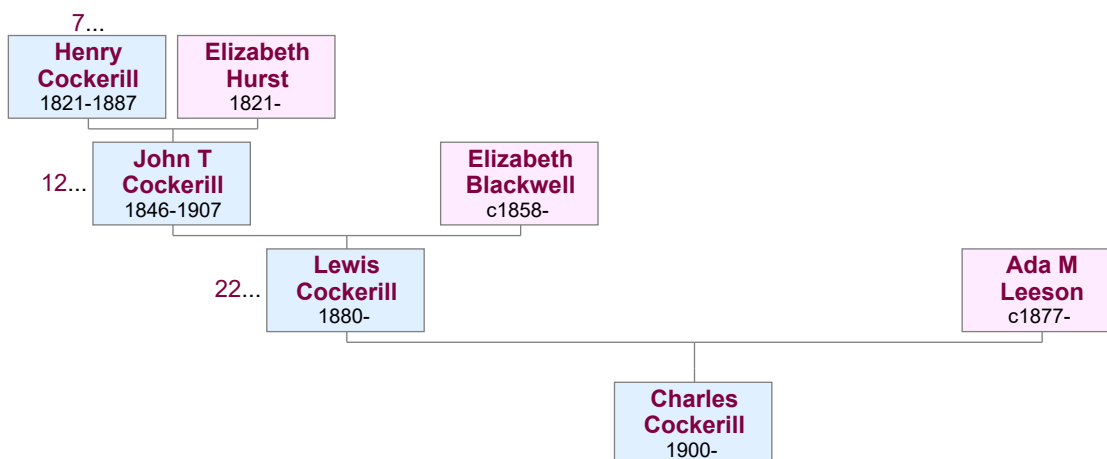 7...
Henry
Cockerill
1821-1887
Elizabeth
Hurst
1821-
12...
John T
Cockerill
1846-1907
Elizabeth
Blackwell
c1858-
22...
Lewis
Cockerill
1880-
Ada M
Leeson
c1877-
Charles
Cockerill
1900-